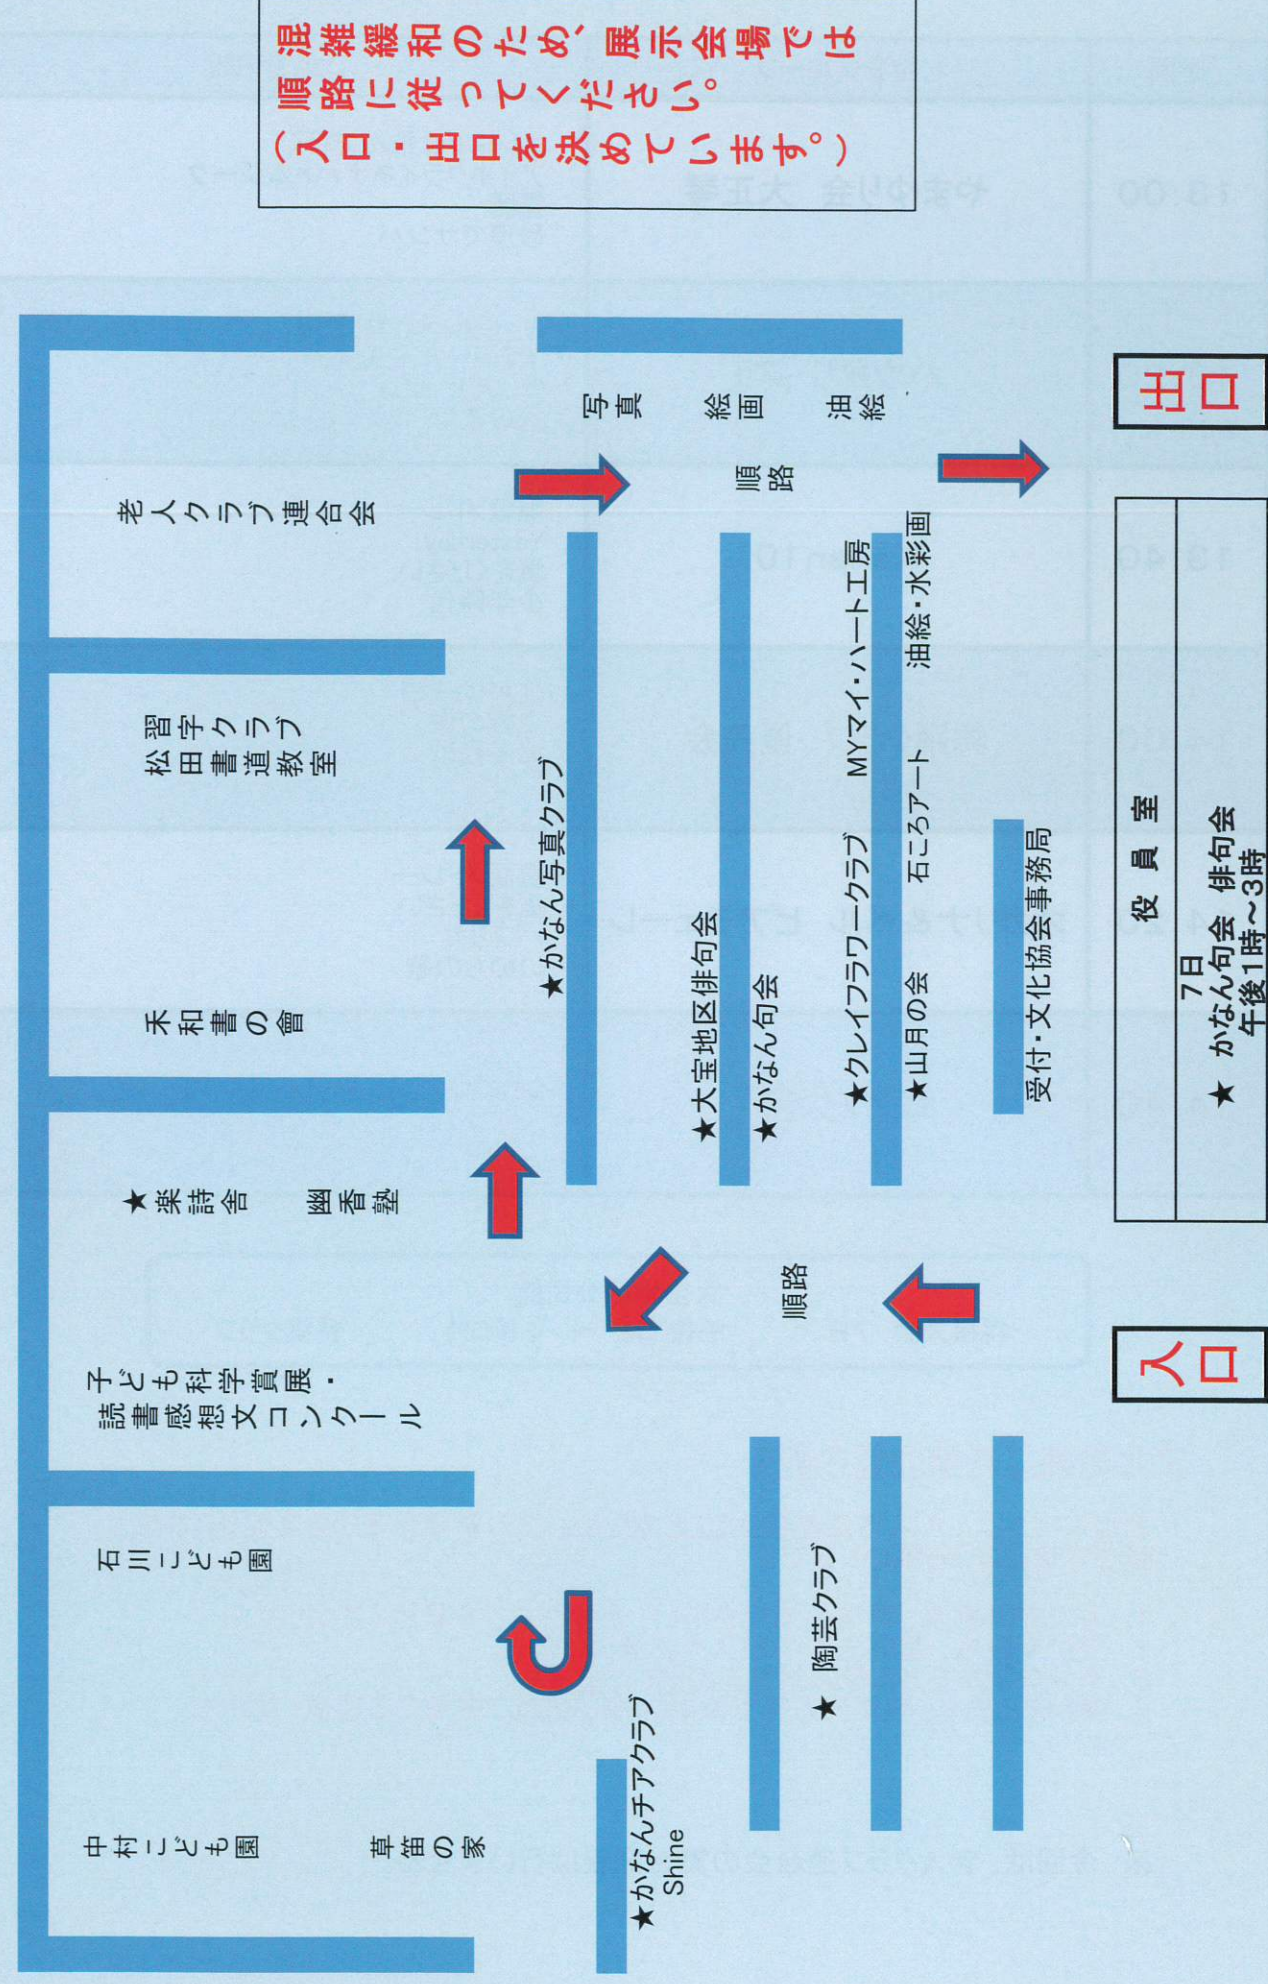 混雑緩和のため、展示会場では
順路に従ってください。
（入口・出口を決めています。）
中村こども園
草笛の家
石川こども園
子ども科学賞展・
読書感想文コンクール
★楽詩舎
幽香塾
禾和書の會
習字クラブ
松田書道教室
老人クラブ連合会
★かなんチアクラブ
Shine
★ 陶芸クラブ
順路
★かなん写真クラブ
★大宝地区俳句会
★かなん句会
★クレイフラワークラブ MYマイ・ハート工房
★山月の会 石ころアート 油絵・水彩画
受付・文化協会事務局
写真
絵画
油絵
順路
入口
役員室
7日
★ かなん句会 俳句会
午後1時～3時
出口